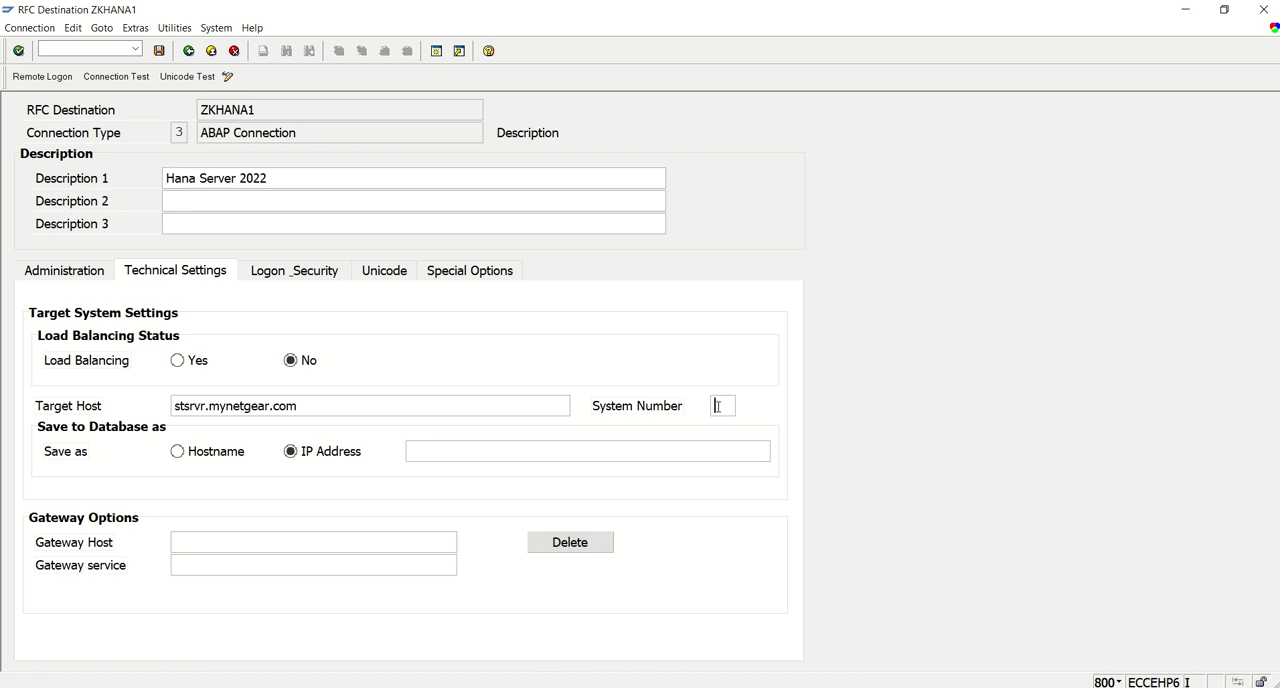 RFC Destination ZKHANA1
Connection Edit Goto Extras Utilities System Help
Remote Logon Connection Test Unicode Test
RFC Destination ZKHANA1
Connection Type 3 ABAP Connection Description
Description
Description 1 Hana Server 2022
Description 2
Description 3
Administration Technical Settings Logon _Security Unicode Special Options
Target System Settings
Load Balancing Status
Load Balancing Yes No
Target Host stsrvr.mynetgear.com System Number
Save to Database as
Save as Hostname IP Address
Gateway Options
Gateway Host Delete
Gateway service
800 ECCEHP6 I